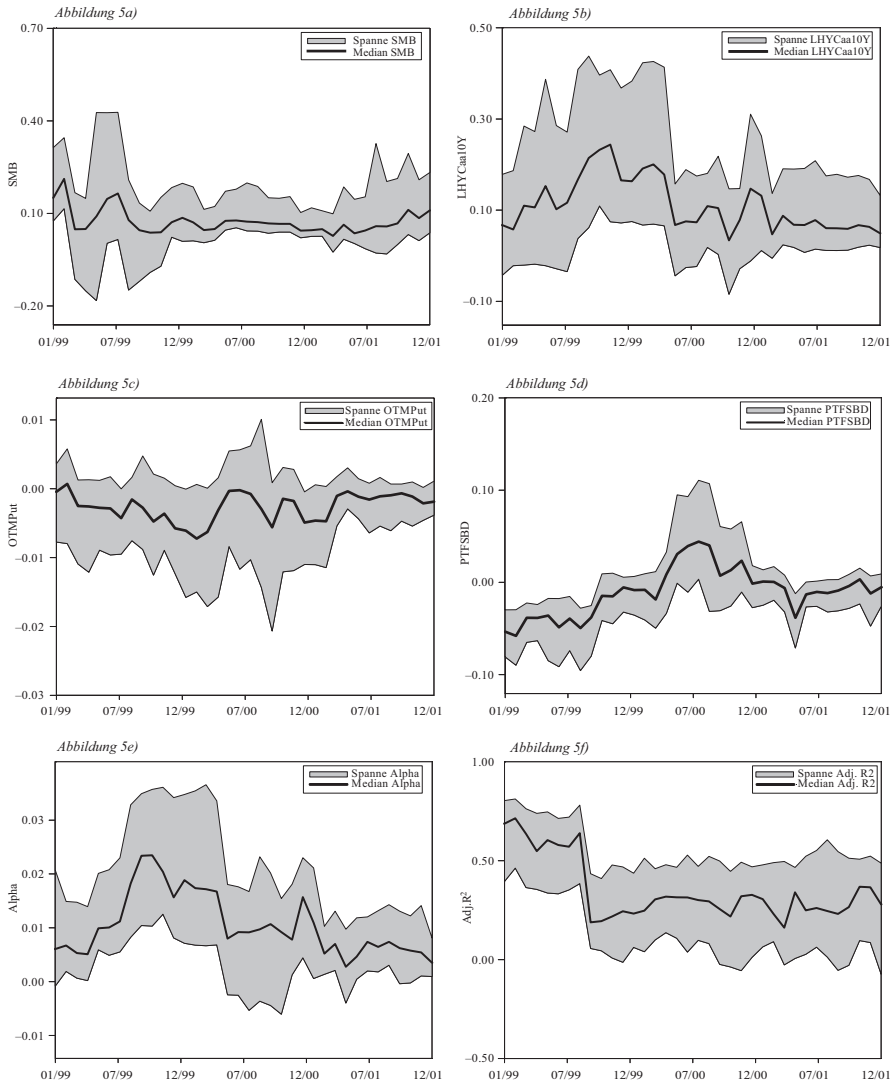 Abbildung 5a)
0.70
0.40
0.10
–0.20
SMB
Spanne SMB
Median SMB
01/99 07/99 12/99 07/00 12/00 07/01 12/01
Abbildung 5b)
0.50
0.30
0.10
–0.10
LHYCaa10Y
Spanne LHYCaa10Y
Median LHYCaa10Y
01/99 07/99 12/99 07/00 12/00 07/01 12/01
Abbildung 5c)
0.01
0.00
–0.01
–0.02
–0.03
OTMPut
Spanne OTMPut
Median OTMPut
01/99 07/99 12/99 07/00 12/00 07/01 12/01
Abbildung 5d)
0.20
0.10
0.00
–0.10
PTFSBD
Spanne PTFSBD
Median PTFSBD
01/99 07/99 12/99 07/00 12/00 07/01 12/01
Abbildung 5e)
0.03
0.02
0.01
0.00
–0.01
Alpha
Spanne Alpha
Median Alpha
01/99 07/99 12/99 07/00 12/00 07/01 12/01
Abbildung 5f)
1.00
0.50
0.00
–0.50
Adj.R²
Spanne Adj. R2
Median Adj. R2
01/99 07/99 12/99 07/00 12/00 07/01 12/01